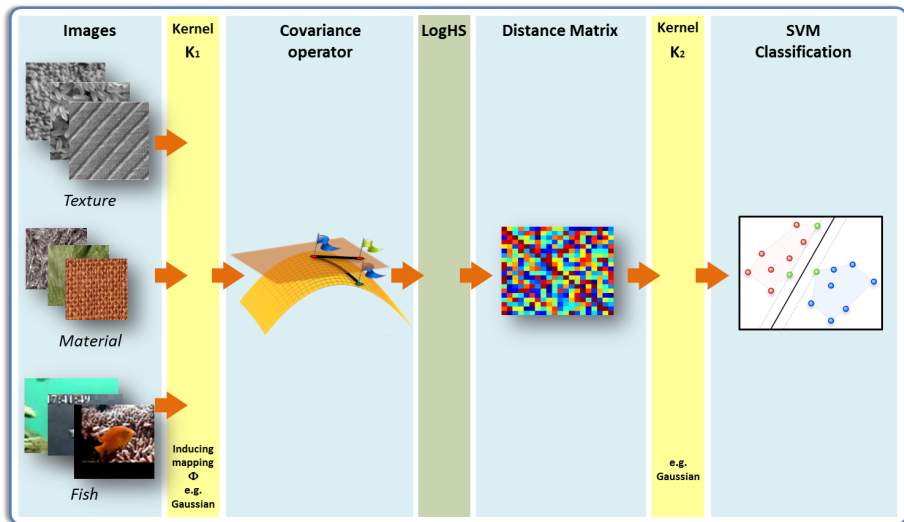 Images
Texture
Material
17:41:49
Fish
Kernel
K1
Inducing
mapping
Φ
e.g.
Gaussian
Covariance
operator
LogHS
Distance Matrix
Kernel
K2
e.g.
Gaussian
SVM
Classification